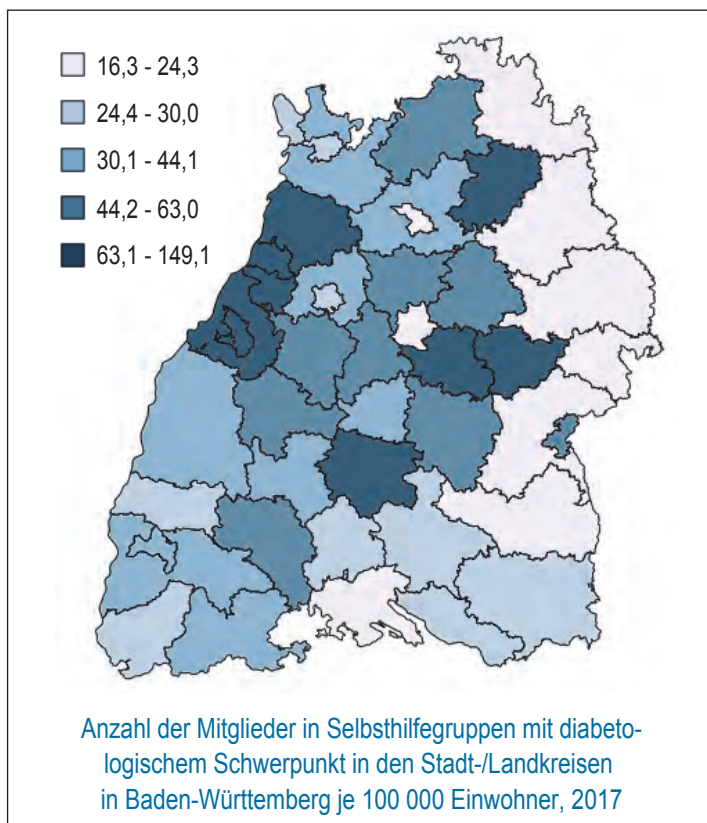 16,3 - 24,3
24,4 - 30,0
30,1 - 44,1
44,2 - 63,0
63,1 - 149,1
Anzahl der Mitglieder in Selbsthilfegruppen mit diabeto-
logischem Schwerpunkt in den Stadt-/Landkreisen
in Baden-Württemberg je 100 000 Einwohner, 2017